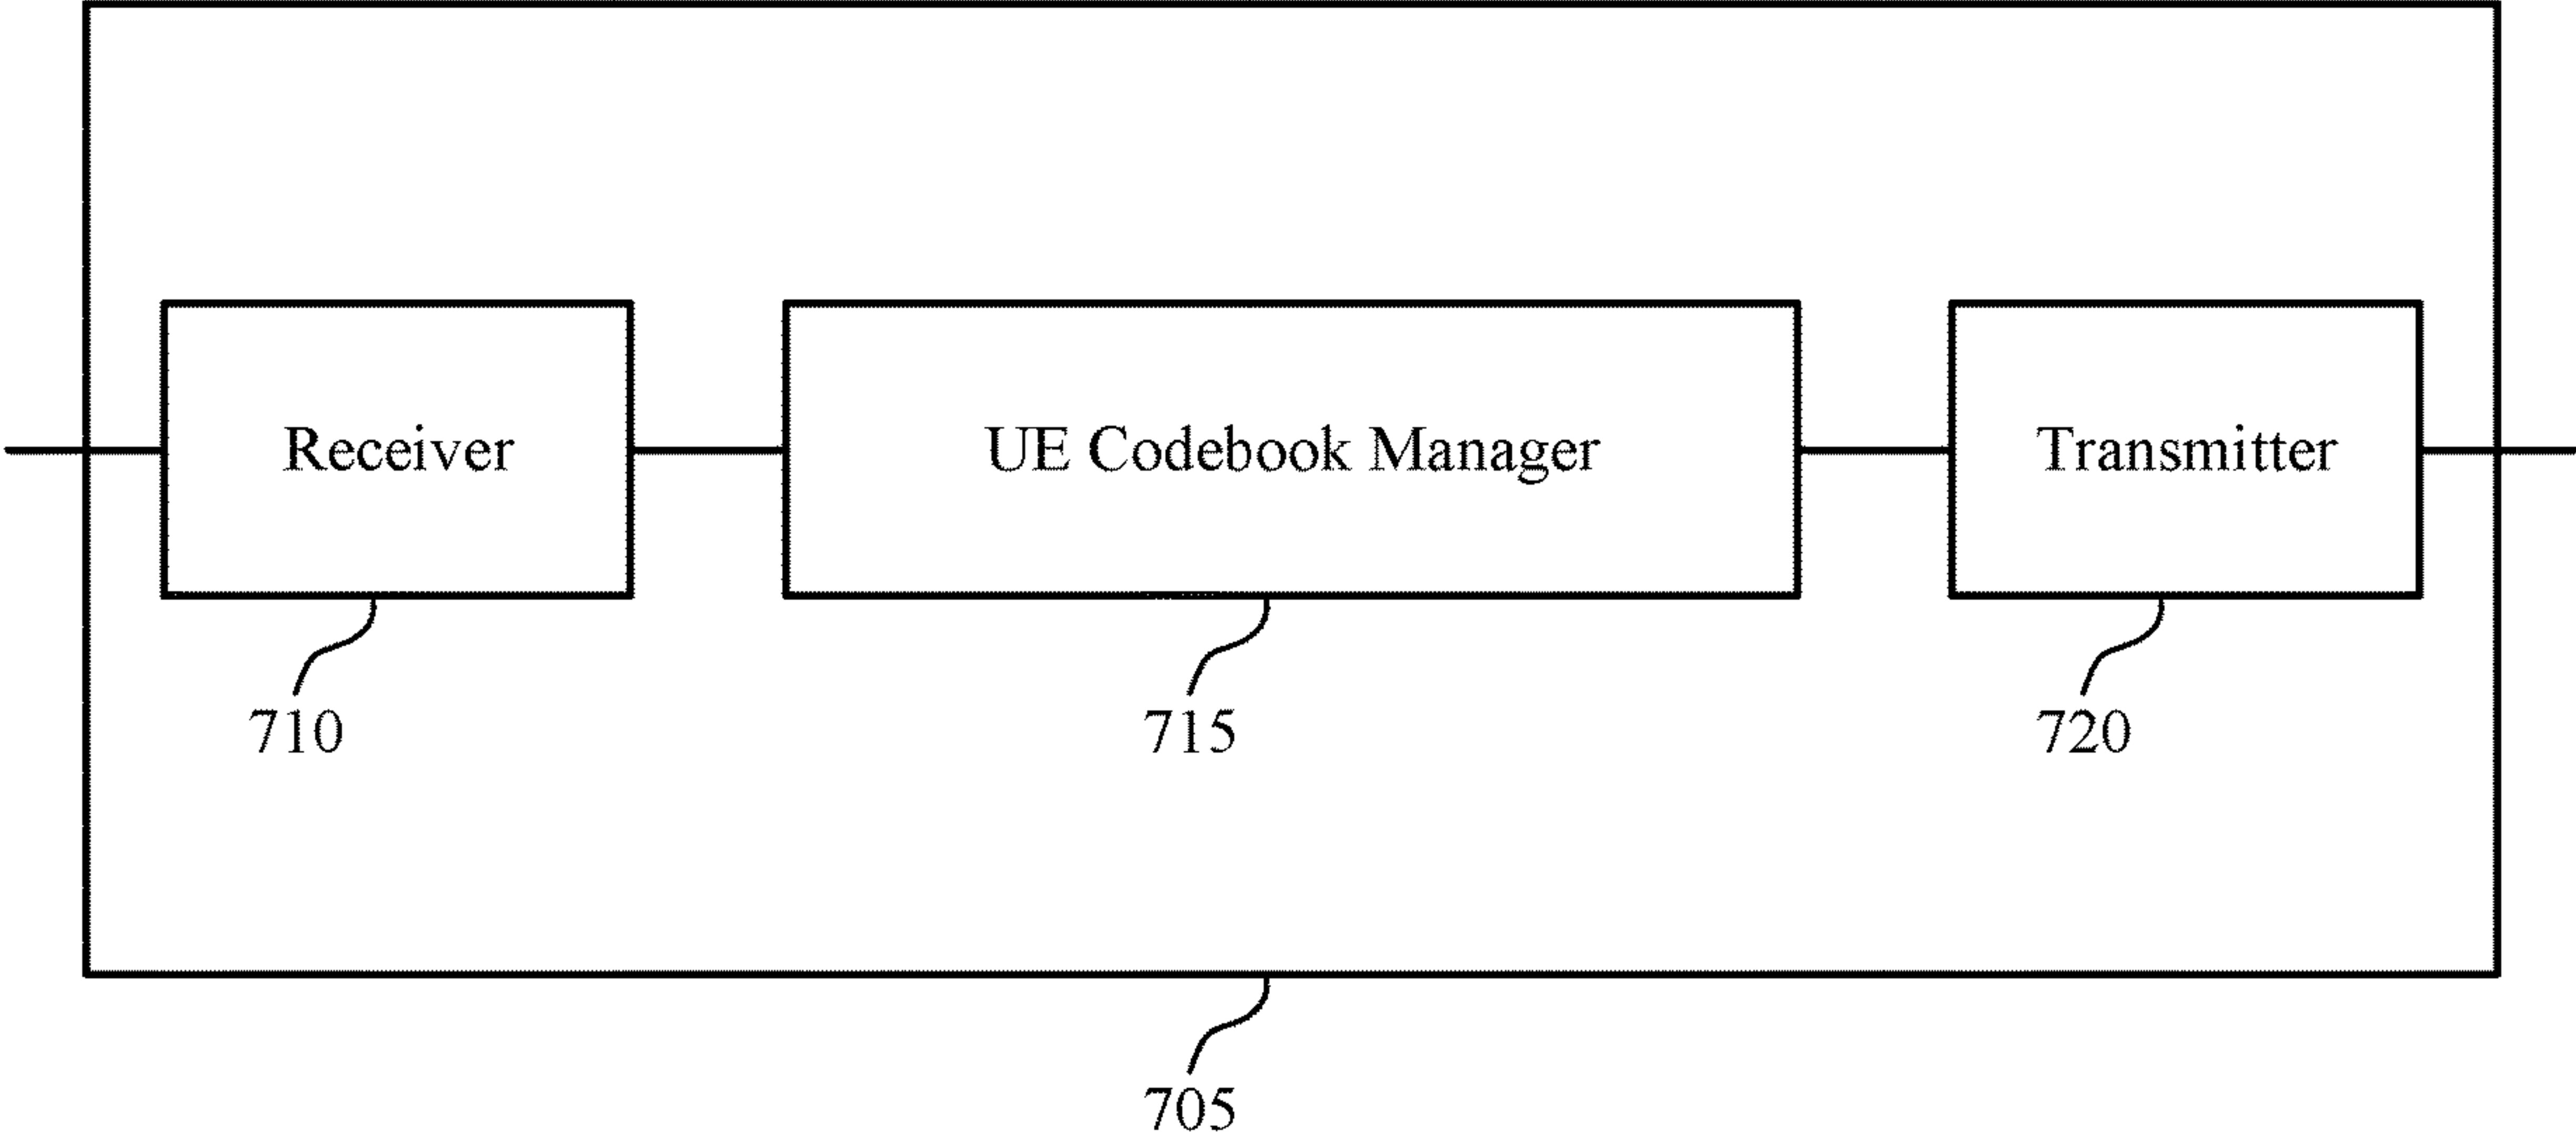 Receiver
UE Codebook Manager
Transmitter
710
715
720
705